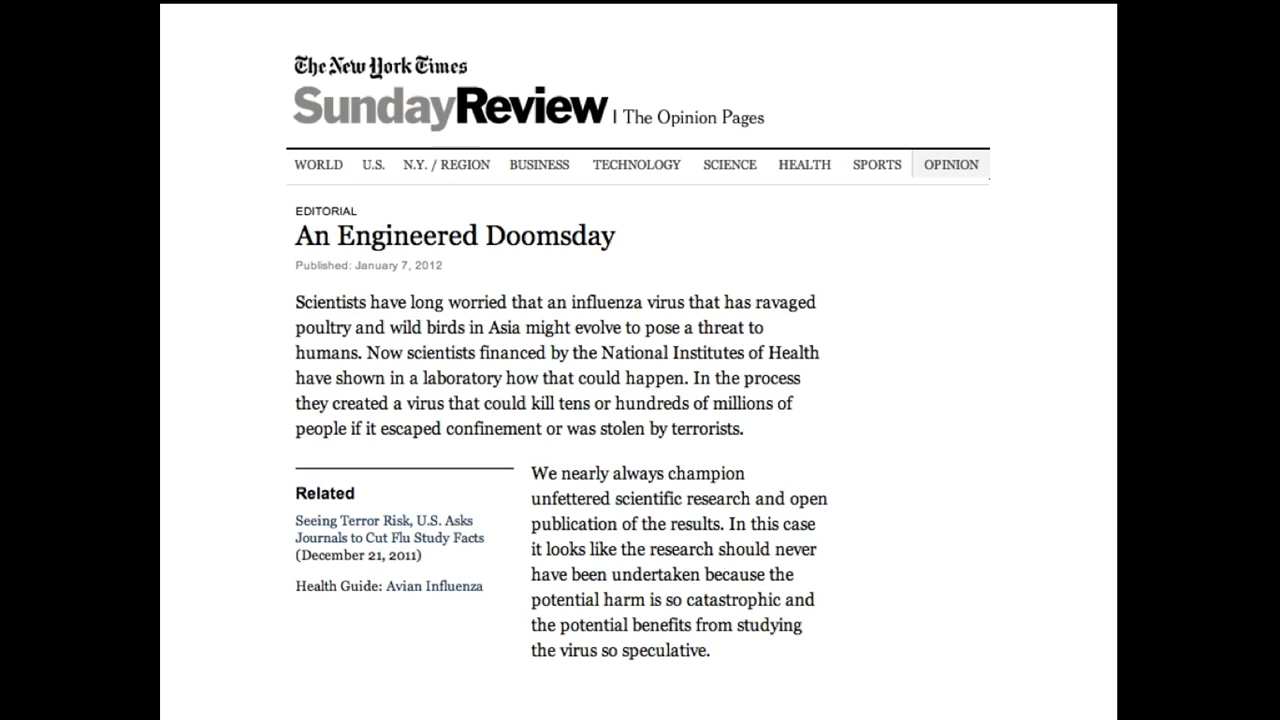 The New York Times
SundayReview | The Opinion Pages
WORLD U.S. N.Y. / REGION BUSINESS TECHNOLOGY SCIENCE HEALTH SPORTS OPINION
EDITORIAL
An Engineered Doomsday
Published: January 7, 2012
Scientists have long worried that an influenza virus that has ravaged
poultry and wild birds in Asia might evolve to pose a threat to
humans. Now scientists financed by the National Institutes of Health
have shown in a laboratory how that could happen. In the process
they created a virus that could kill tens or hundreds of millions of
people if it escaped confinement or was stolen by terrorists.
Related
Seeing Terror Risk, U.S. Asks
Journals to Cut Flu Study Facts
(December 21, 2011)
Health Guide: Avian Influenza
We nearly always champion
unfettered scientific research and open
publication of the results. In this case
it looks like the research should never
have been undertaken because the
potential harm is so catastrophic and
the potential benefits from studying
the virus so speculative.